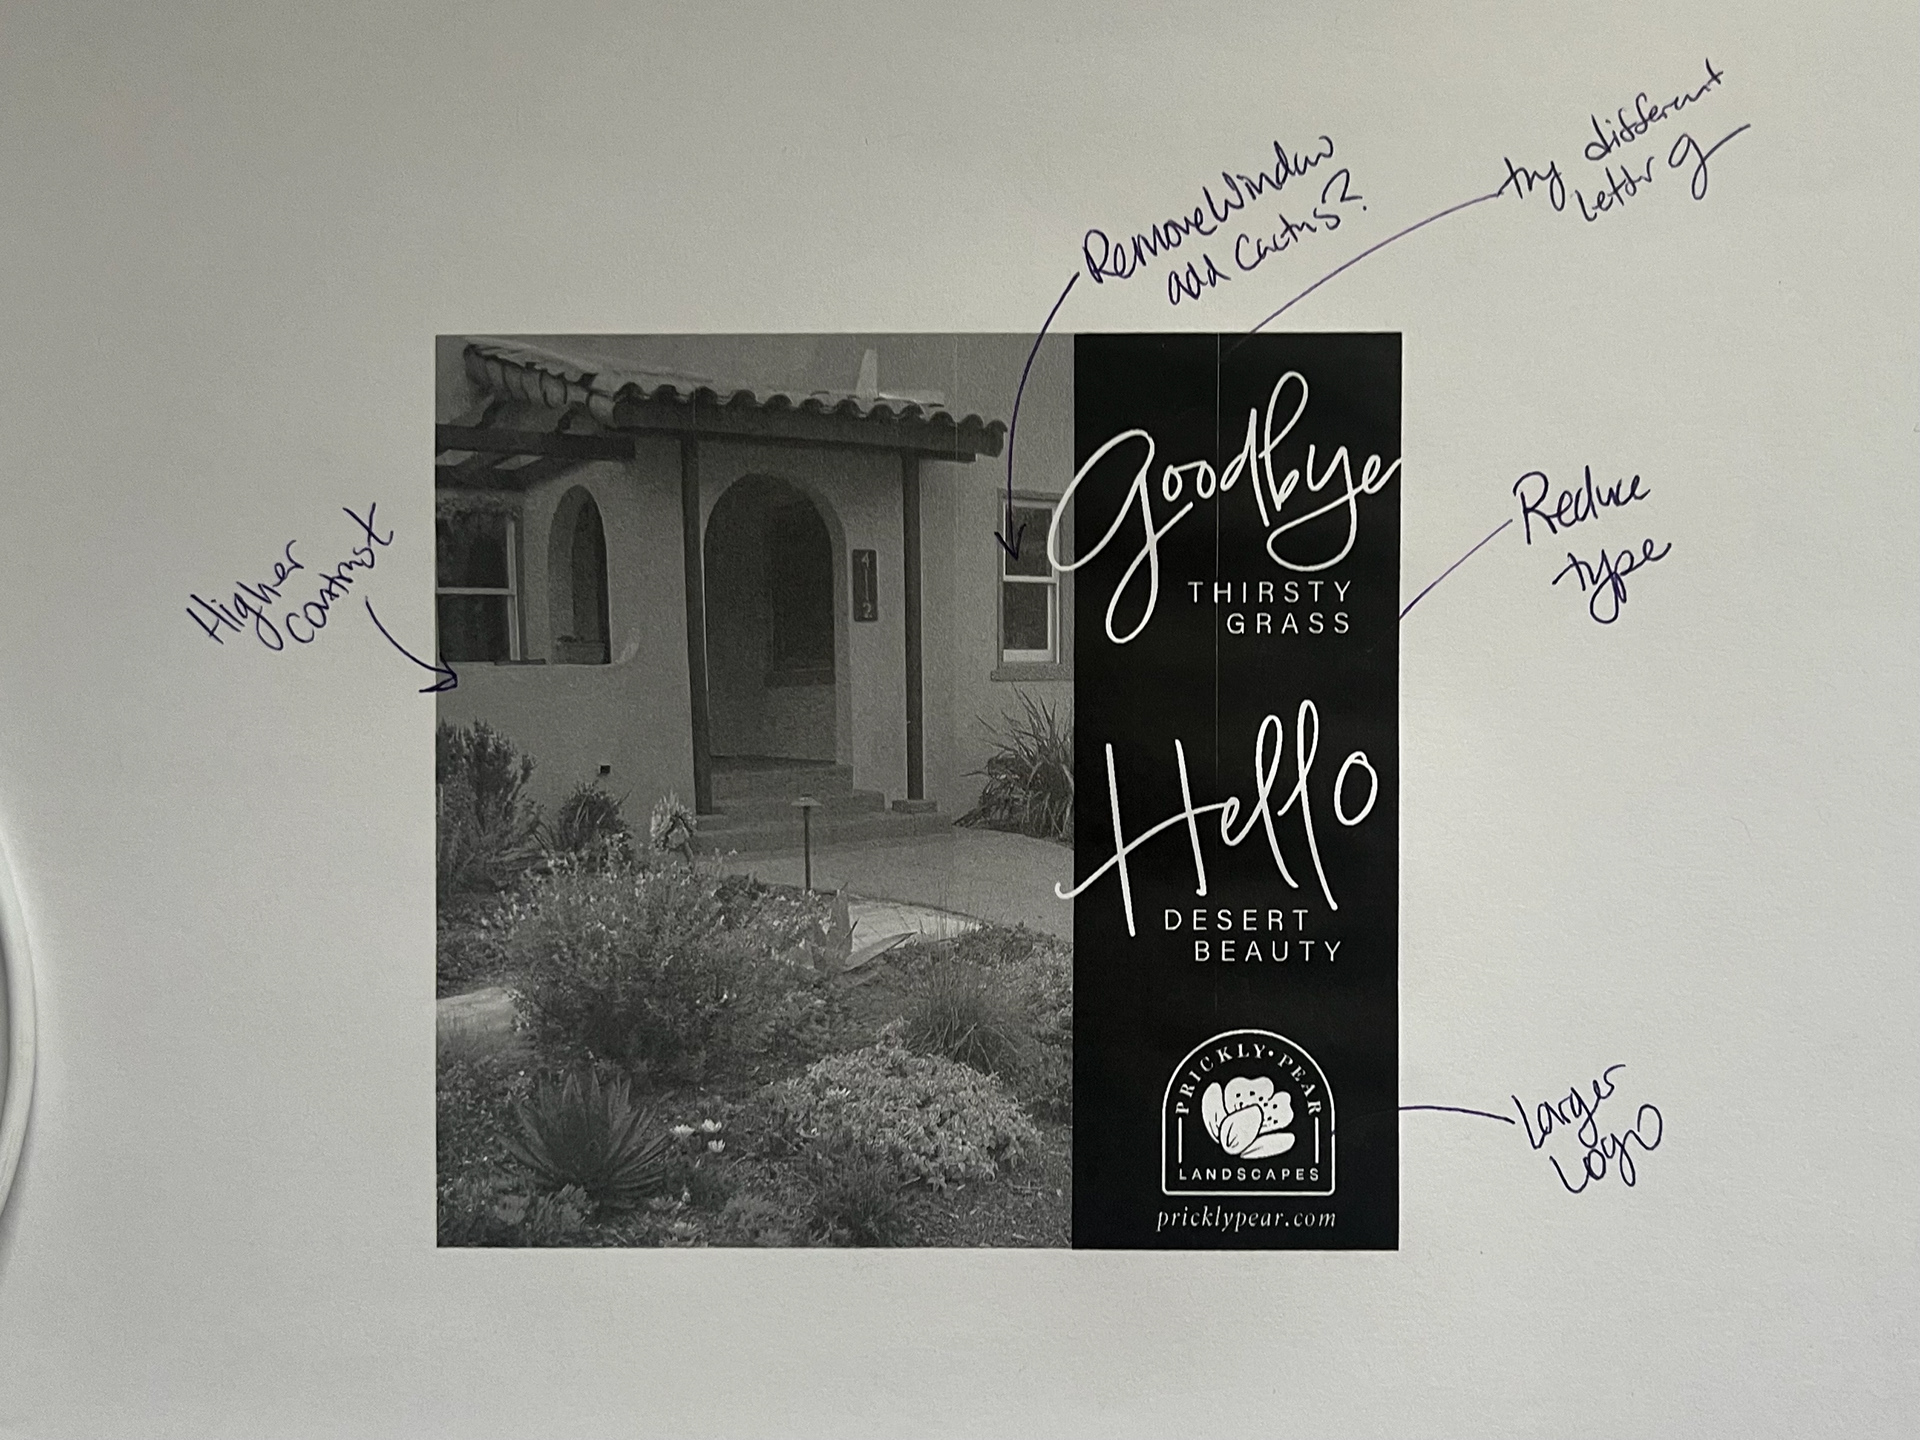 try different
letter g
Remove Window
add Cactus?
Higher
Contrast
Goodbye
THIRSTY
GRASS
Reduce
type
4112
Hello
DESERT
BEAUTY
PRICKLY • PEAR
LANDSCAPES
pricklypear.com
Larger
Logo